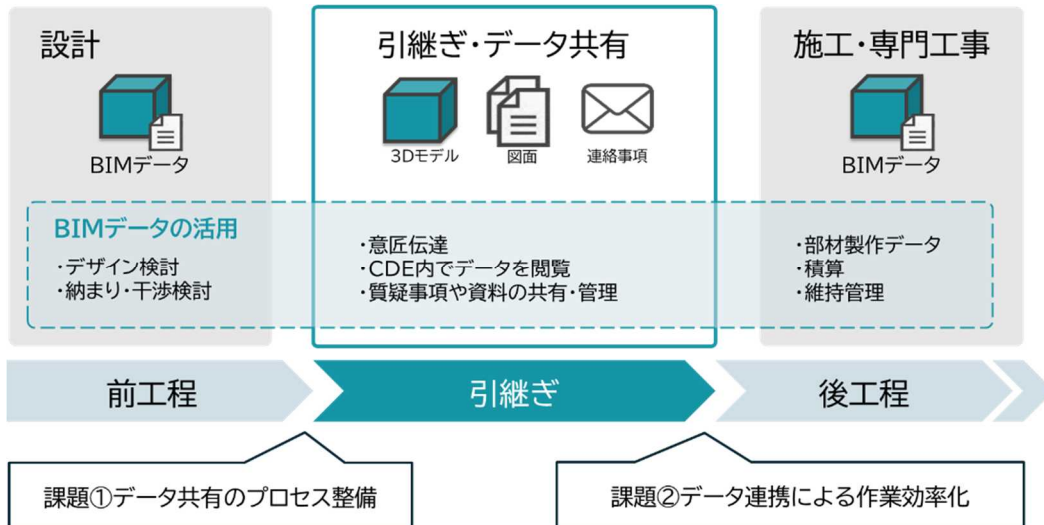 設計
BIMデータ
引継ぎ・データ共有
3Dモデル
図面
連絡事項
施工・専門工事
BIMデータ
BIMデータの活用
・デザイン検討
・納まり・干渉検討
・意匠伝達
・CDE内でデータを閲覧
・質疑事項や資料の共有・管理
・部材製作データ
・積算
・維持管理
前工程
引継ぎ
後工程
課題①データ共有のプロセス整備
課題②データ連携による作業効率化